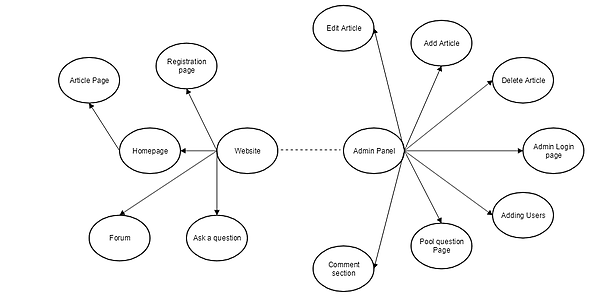 Edit Article
Add Article
Registration
page
Article Page
Delete Article
Homepage
Website
Admin Panel
Admin Login
page
Adding Users
Forum
Ask a question
Pool question
Page
Comment
section